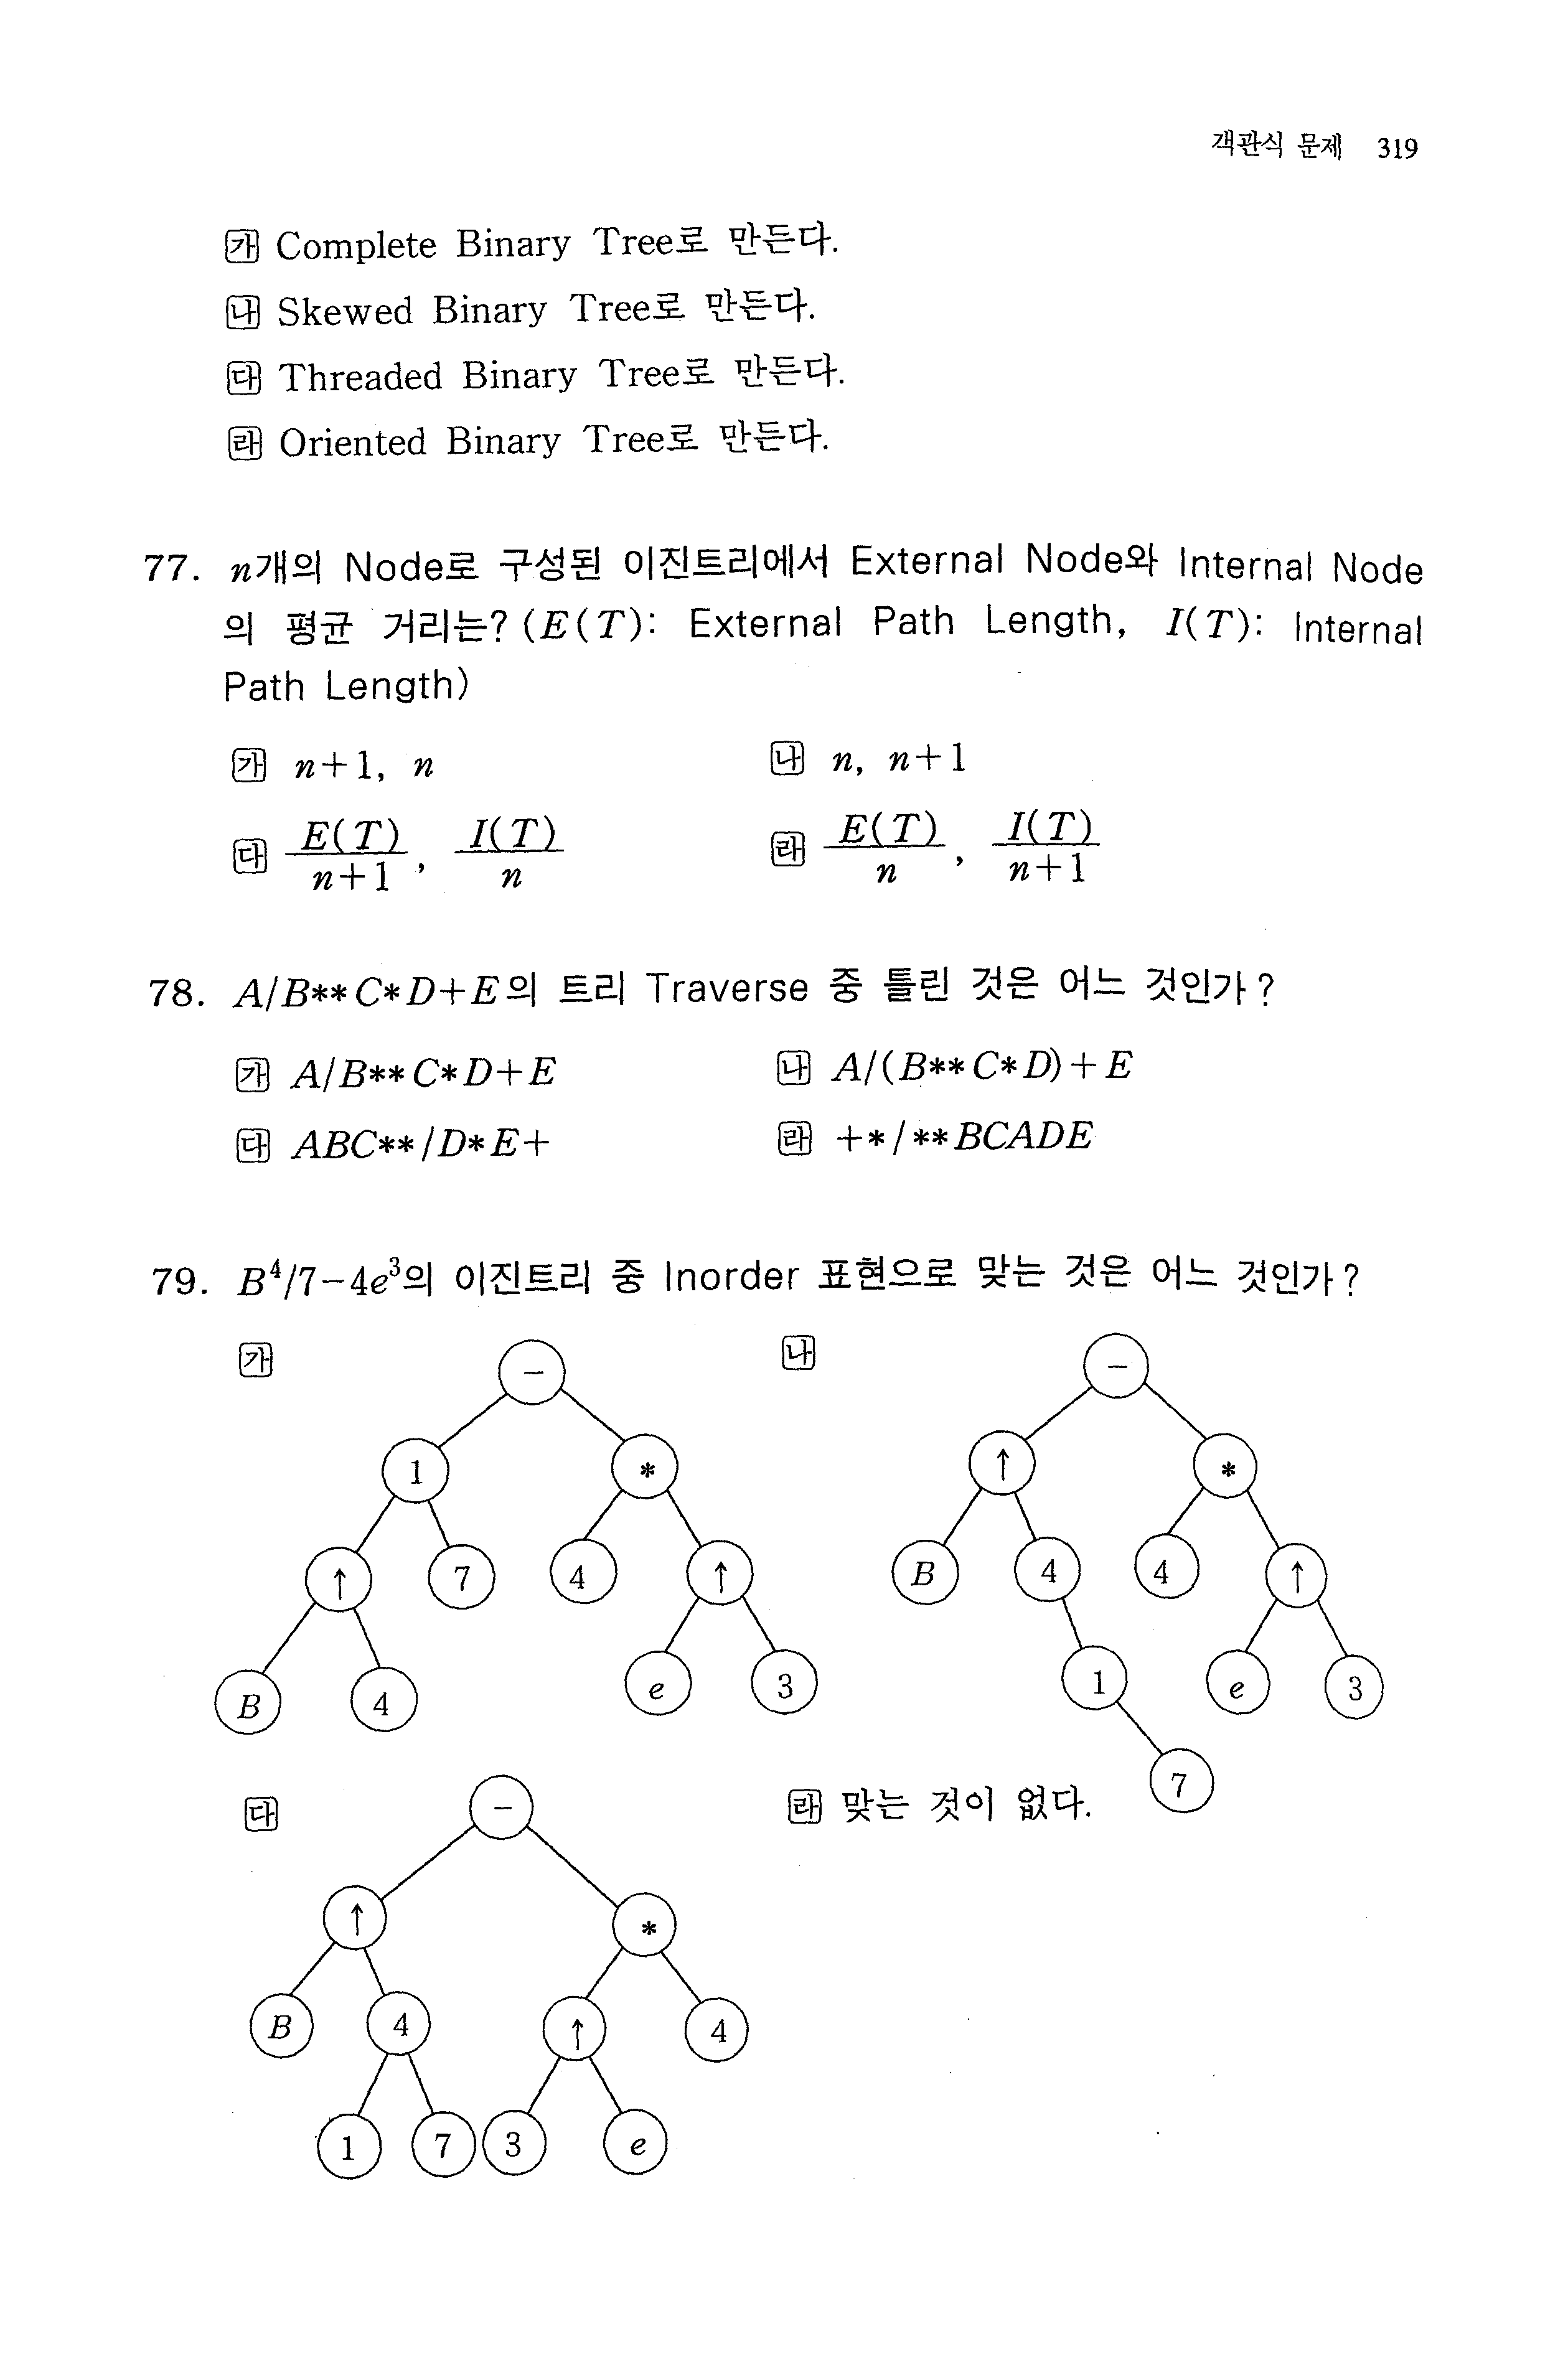 객관식 문제 319
㉮ Complete Binary Tree로 만든다.
㉯ Skewed Binary Tree로 만든다.
㉰ Threaded Binary Tree로 만든다.
㉱ Oriented Binary Tree로 만든다.
77. n개의 Node로 구성된 이진트리에서 External Node와 Internal Node
의 평균 거리는? (E(T): External Path Length, I(T): Internal
Path Length)
㉮ n+1, n ㉯ n, n+1
㉰ E(T)/n+1, I(T)/n ㉱ E(T)/n, I(T)/n+1
78. A/B**C*D+E의 트리 Traverse 중 틀린 것은 어느 것인가?
㉮ A/B**C*D+E ㉯ A/(B**C*D)+E
㉰ ABC**/D*E+ ㉱ +*/**BCADE
79. B⁴/7-4e³의 이진트리 중 Inorder 표현으로 맞는 것은 어느 것인가?
㉮ - ㉯ -
1 * ↑ *
↑ 7 4 ↑ B 4 4 ↑
B 4 e 3 1 e 3
7
㉰ - ㉱ 맞는 것이 없다.
↑ *
B 4 ↑ 4
1 7 3 e